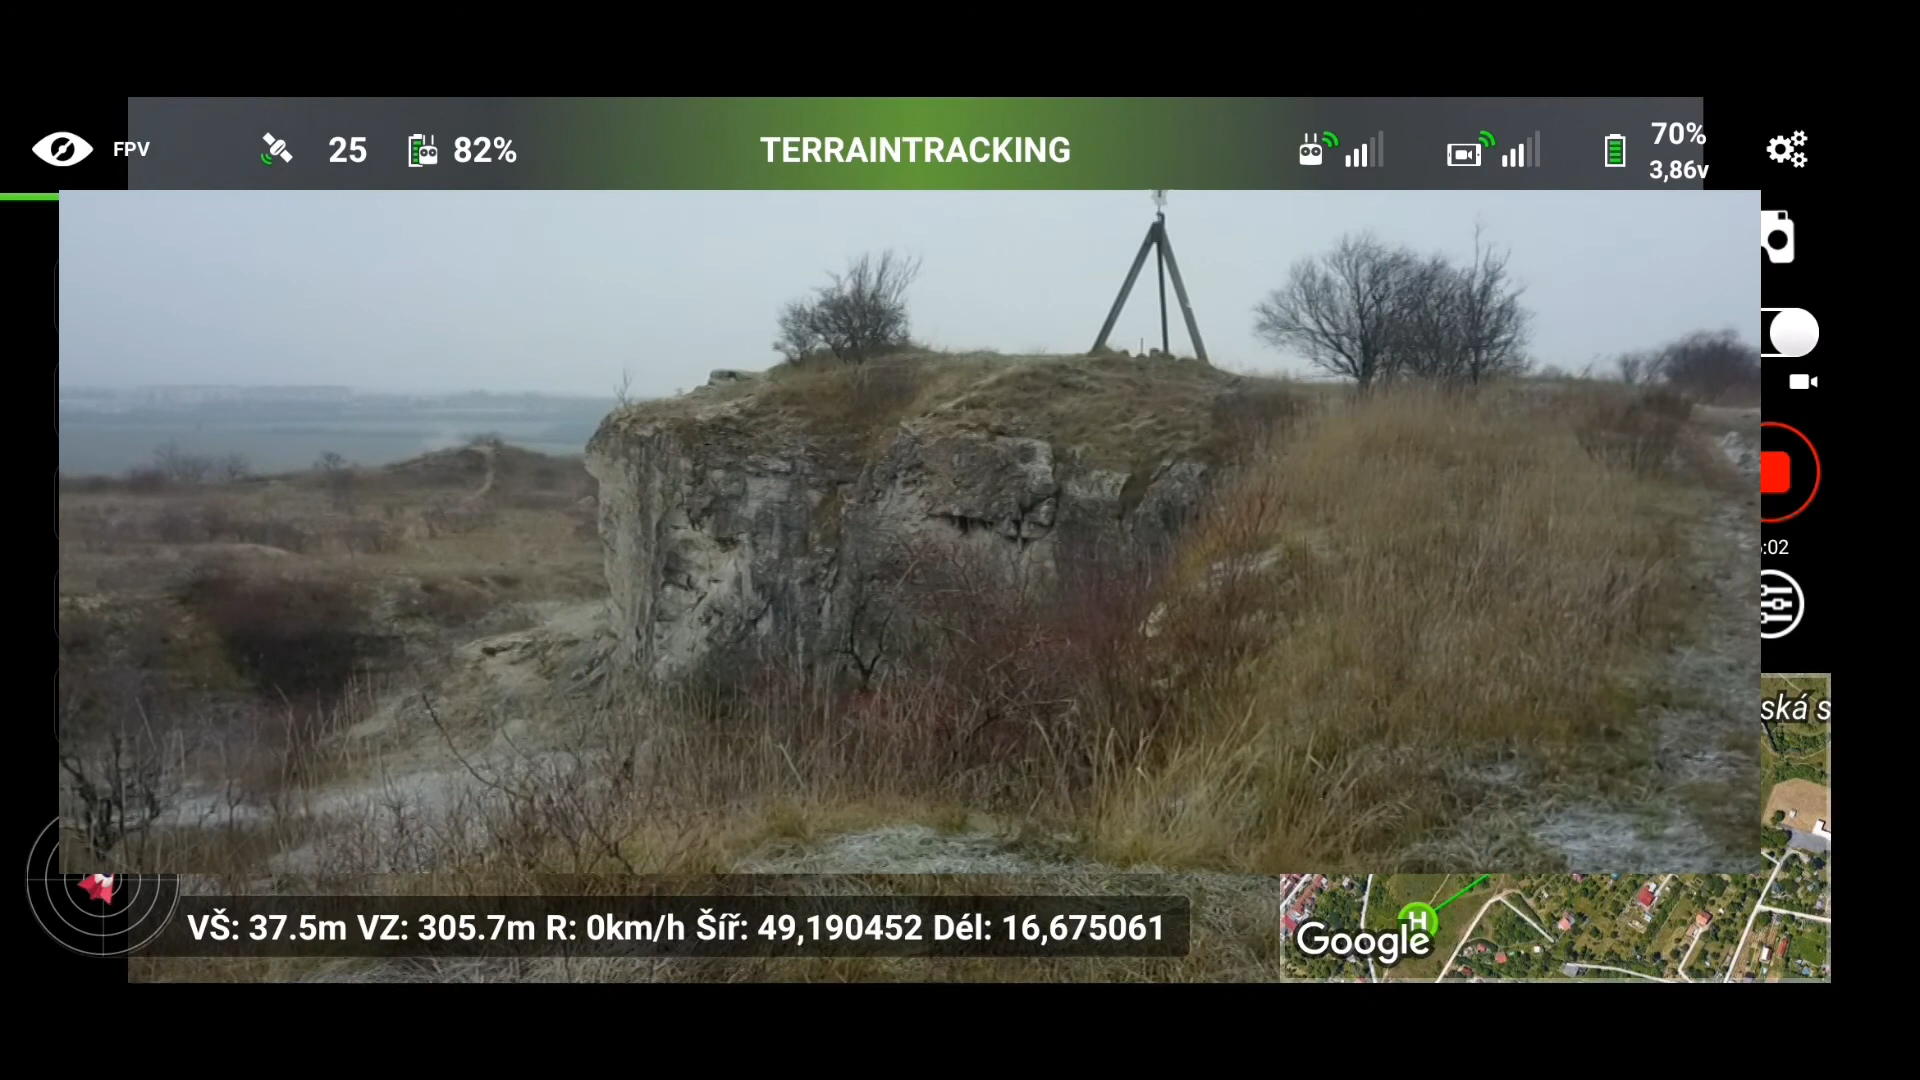 FPV
25
82%
TERRAINTRACKING
70%
3,86v
:02
ská s
H
Google
VŠ: 37.5m VZ: 305.7m R: 0km/h Šíř: 49,190452 Dél: 16,675061